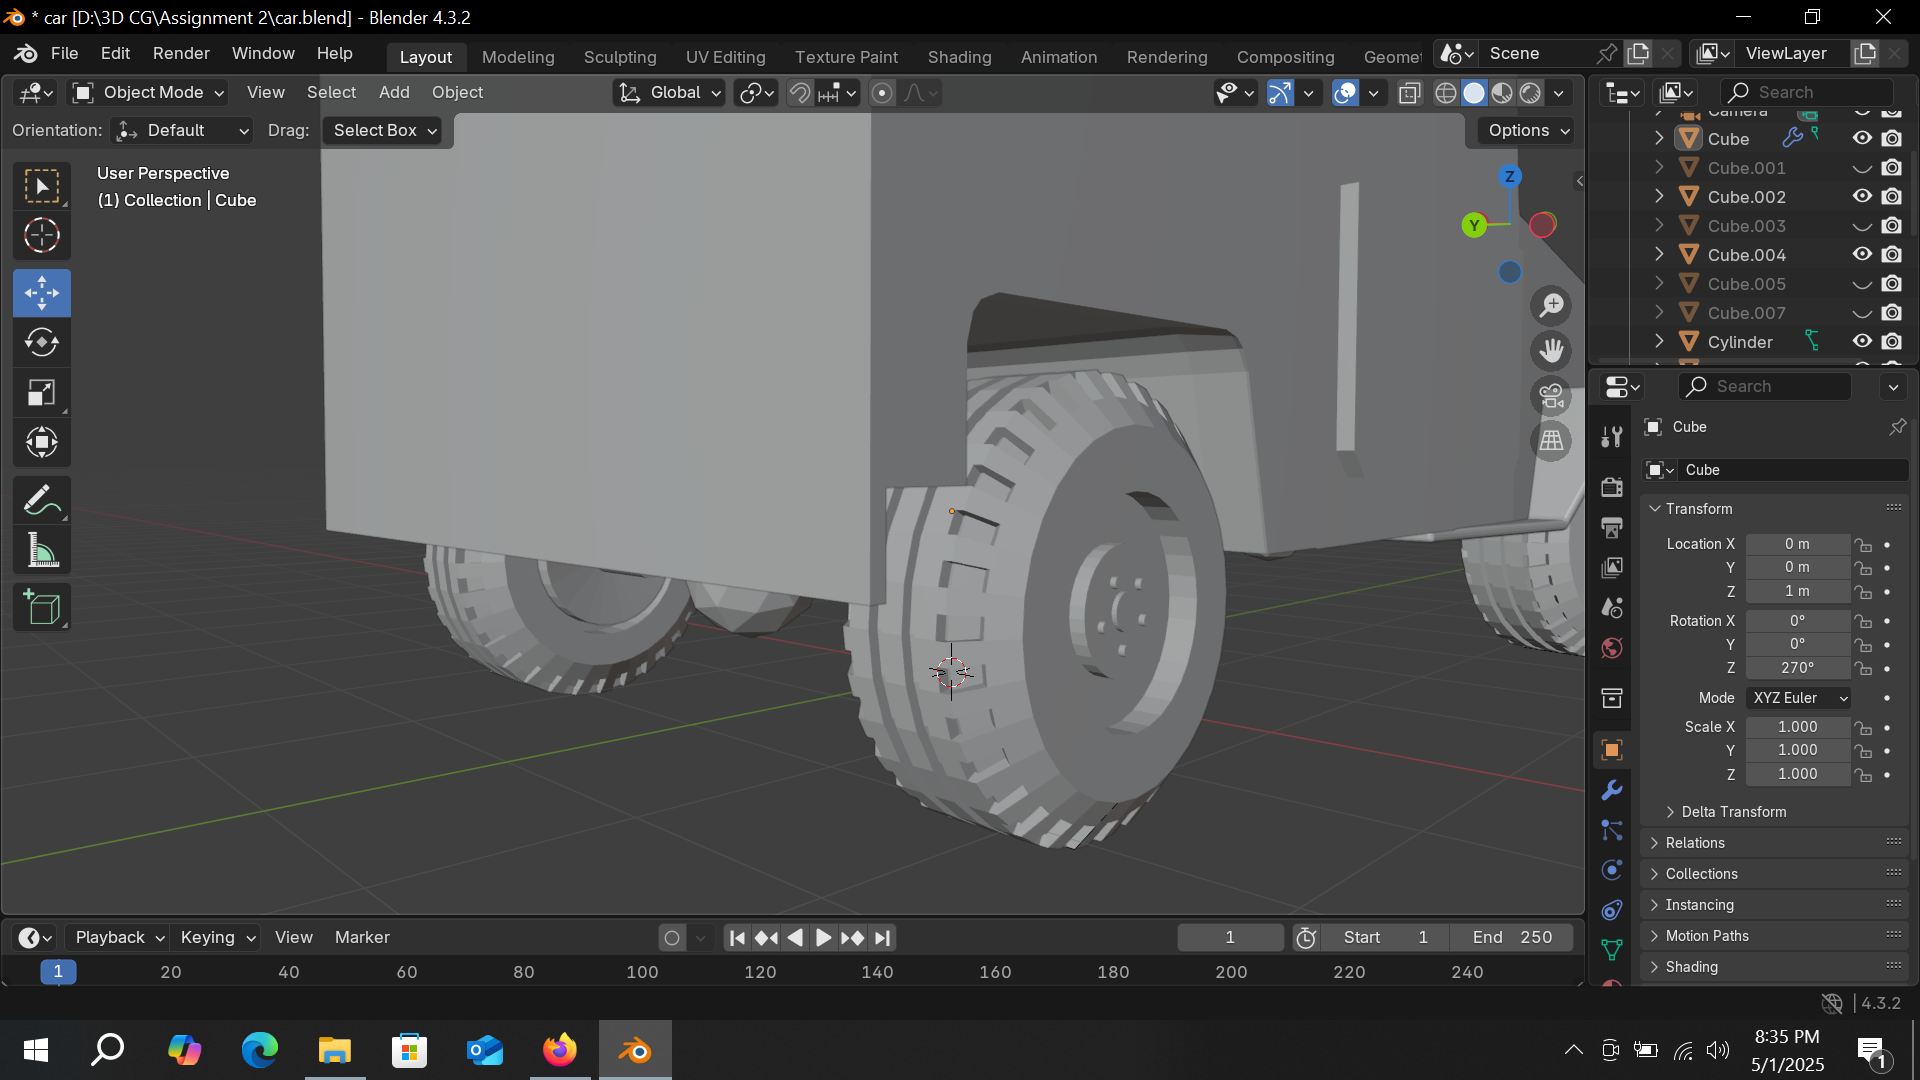 * car [D:\3D CG\Assignment 2\car.blend] - Blender 4.3.2
File Edit Render Window Help
Layout Modeling Sculpting UV Editing Texture Paint Shading Animation Rendering Compositing Geomet
Scene
ViewLayer
Object Mode View Select Add Object
Global
Search
Orientation: Default Drag: Select Box
Options
User Perspective
(1) Collection | Cube
Z
Y
Camera
Cube
Cube.001
Cube.002
Cube.003
Cube.004
Cube.005
Cube.007
Cylinder
Search
Cube
Cube
Transform
Location X 0 m
Y 0 m
Z 1 m
Rotation X 0°
Y 0°
Z 270°
Mode XYZ Euler
Scale X 1.000
Y 1.000
Z 1.000
Delta Transform
Relations
Collections
Instancing
Motion Paths
Shading
Playback Keying View Marker
1
Start 1
End 250
1 20 40 60 80 100 120 140 160 180 200 220 240
4.3.2
8:35 PM
5/1/2025
1